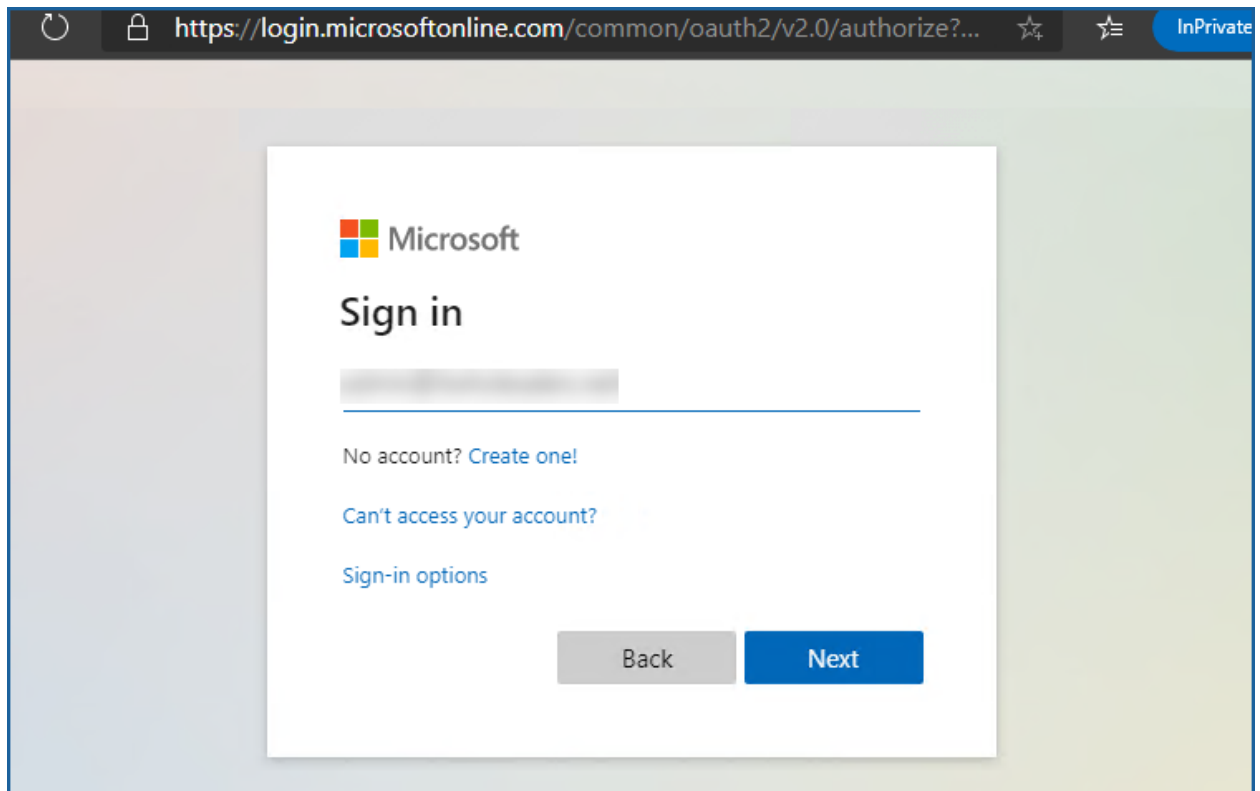 https://login.microsoftonline.com/common/oauth2/v2.0/authorize?...
InPrivate
Microsoft
Sign in
No account? Create one!
Can't access your account?
Sign-in options
Back
Next